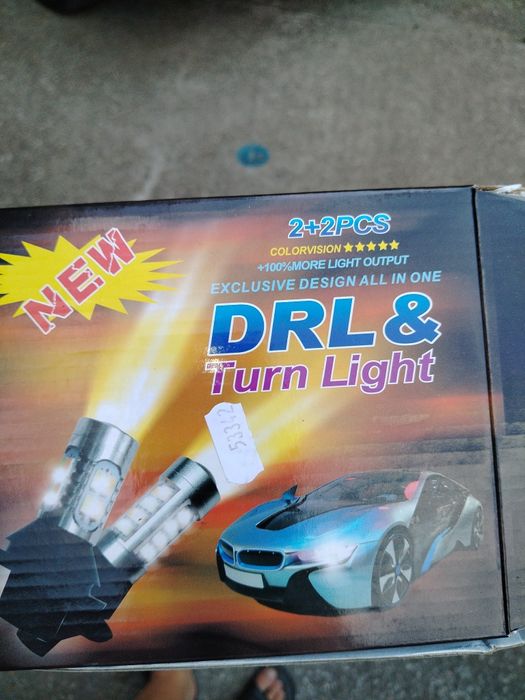 NEW
2+2PCS
COLORVISION ★★★★★
+100%MORE LIGHT OUTPUT
EXCLUSIVE DESIGN ALL IN ONE
DRL &
Turn Light
53342